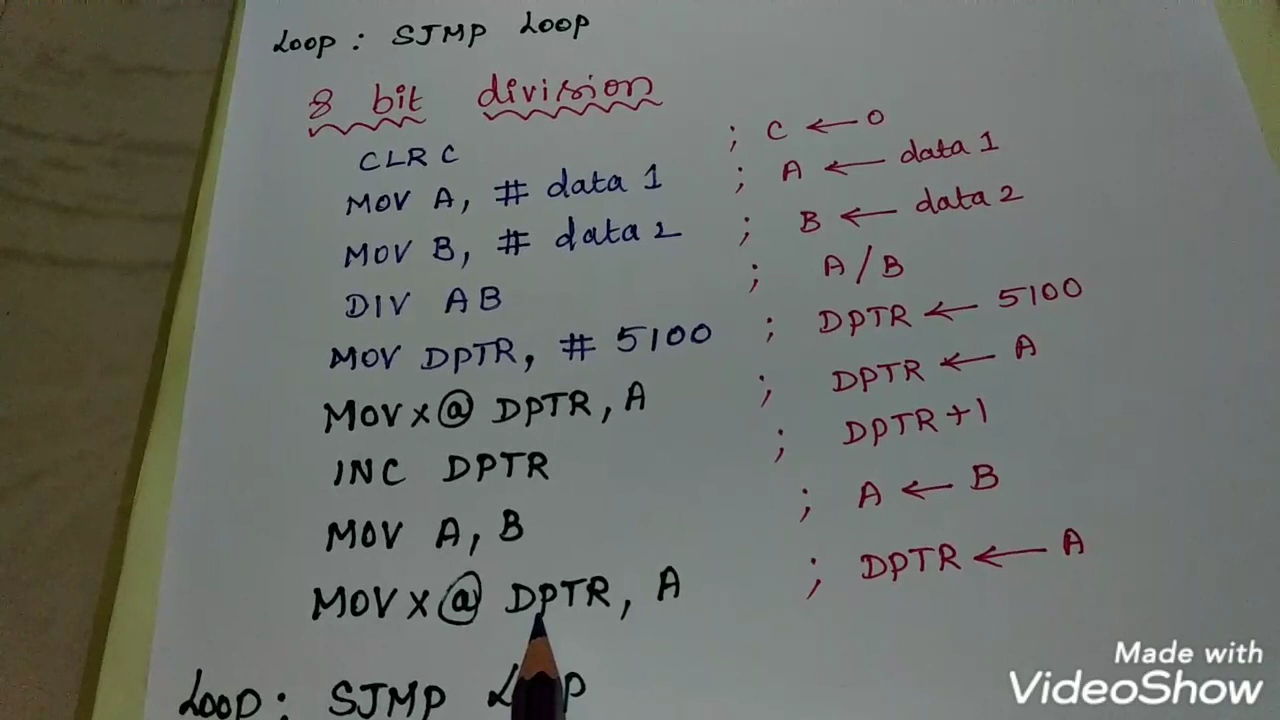 Loop : SJMP Loop
8 bit division
CLR C ; C ← 0
MOV A, # data 1 ; A ← data 1
MOV B, # data 2 ; B ← data 2
DIV AB ; A/B
MOV DPTR, # 5100 ; DPTR ← 5100
MOVX @ DPTR, A ; DPTR ← A
INC DPTR ; DPTR+1
MOV A, B ; A ← B
MOVX @ DPTR, A ; DPTR ← A
Loop : SJMP
Made with
VideoShow